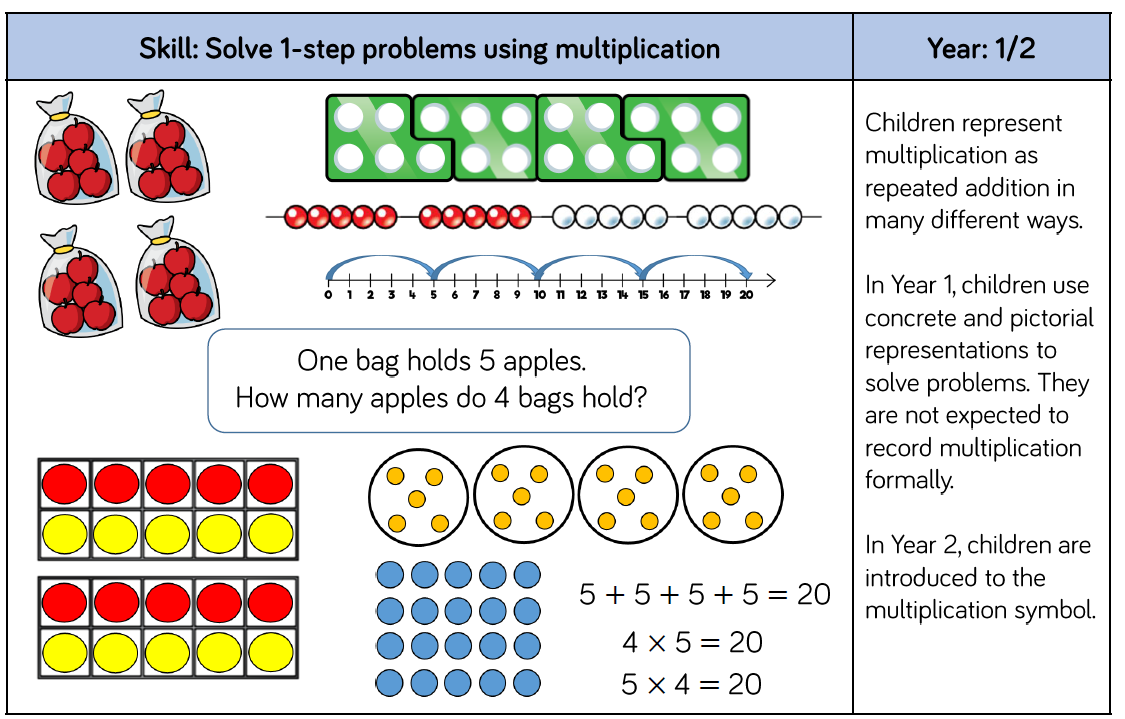 Skill: Solve 1-step problems using multiplication
Year: 1/2
0 1 2 3 4 5 6 7 8 9 10 11 12 13 14 15 16 17 18 19 20
One bag holds 5 apples.
How many apples do 4 bags hold?
5 + 5 + 5 + 5 = 20
4 × 5 = 20
5 × 4 = 20
Children represent
multiplication as
repeated addition in
many different ways.
In Year 1, children use
concrete and pictorial
representations to
solve problems. They
are not expected to
record multiplication
formally.
In Year 2, children are
introduced to the
multiplication symbol.